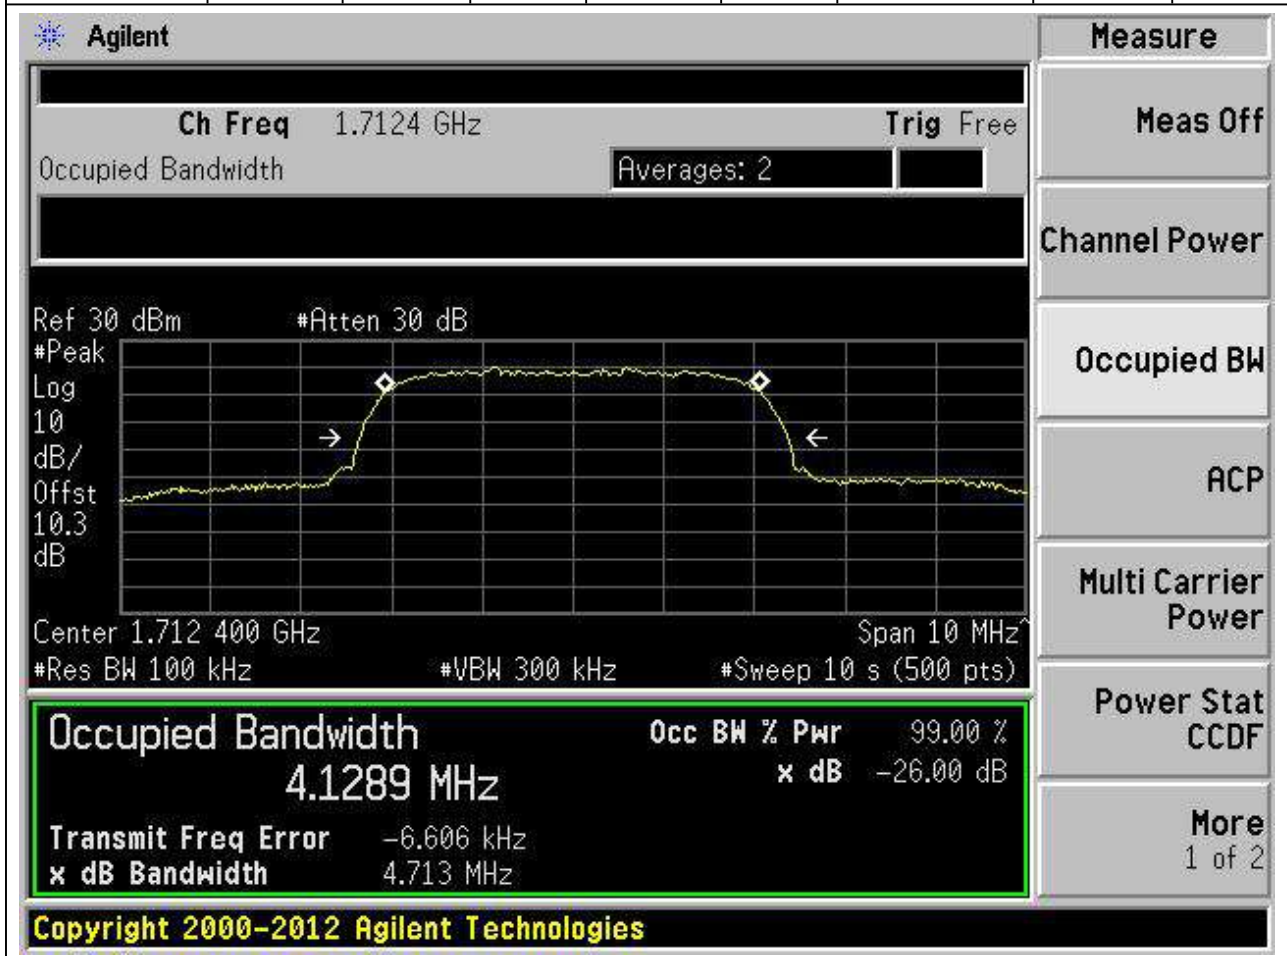 Agilent
Measure
Ch Freq 1.7124 GHz Trig Free
Meas Off
Occupied Bandwidth Averages: 2
Channel Power
Ref 30 dBm #Atten 30 dB
#Peak
Log
10
dB/
Offst
10.3
dB
Occupied BW
ACP
Center 1.712 400 GHz Span 10 MHz^
#Res BW 100 kHz #VBW 300 kHz #Sweep 10 s (500 pts)
Multi Carrier
Power
Occupied Bandwidth Occ BW % Pwr 99.00 %
4.1289 MHz x dB -26.00 dB
Power Stat
CCDF
Transmit Freq Error -6.606 kHz
x dB Bandwidth 4.713 MHz
More
1 of 2
Copyright 2000-2012 Agilent Technologies